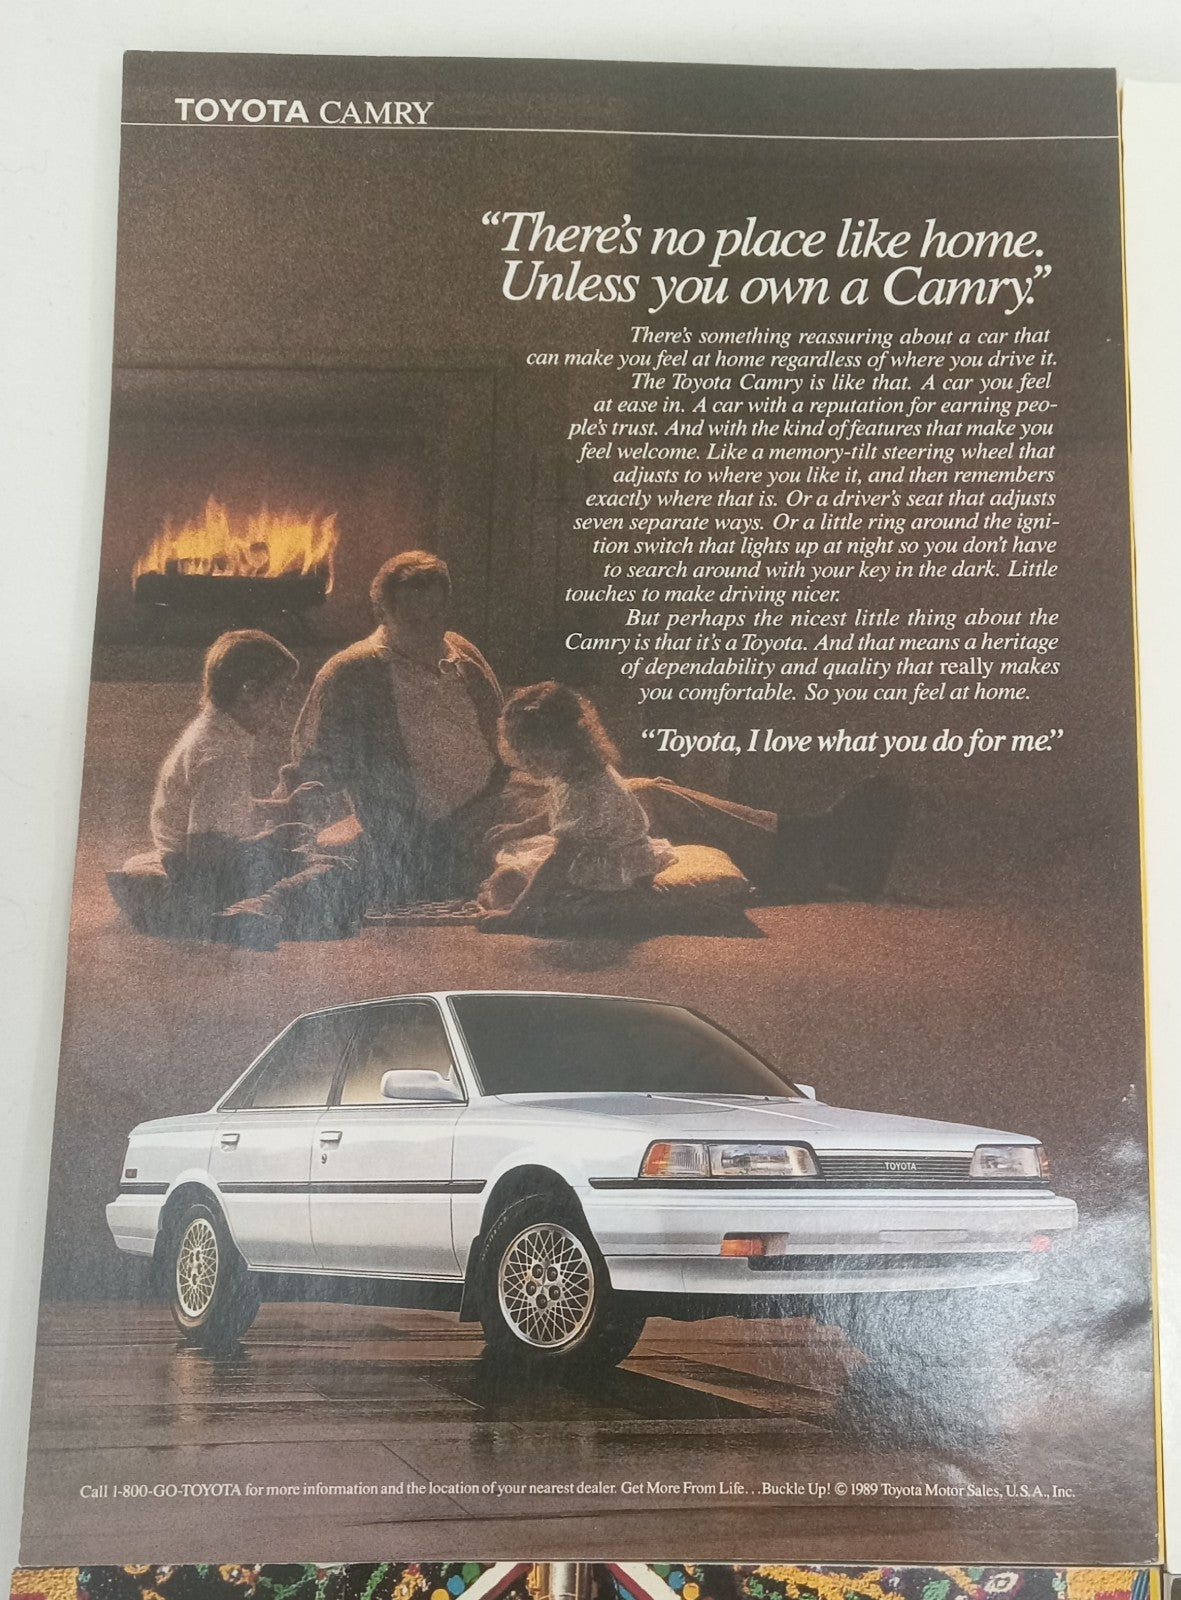 TOYOTA CAMRY
“There’s no place like home.
Unless you own a Camry.”
There’s something reassuring about a car that
can make you feel at home regardless of where you drive it.
The Toyota Camry is like that. A car you feel
at ease in. A car with a reputation for earning peo-
ple’s trust. And with the kind of features that make you
feel welcome. Like a memory-tilt steering wheel that
adjusts to where you like it, and then remembers
exactly where that is. Or a driver’s seat that adjusts
seven separate ways. Or a little ring around the igni-
tion switch that lights up at night so you don’t have
to search around with your key in the dark. Little
touches to make driving nicer.
But perhaps the nicest little thing about the
Camry is that it’s a Toyota. And that means a heritage
of dependability and quality that really makes
you comfortable. So you can feel at home.
“Toyota, I love what you do for me.”
TOYOTA
Call 1-800-GO-TOYOTA for more information and the location of your nearest dealer. Get More From Life...Buckle Up! © 1989 Toyota Motor Sales, U.S.A., Inc.